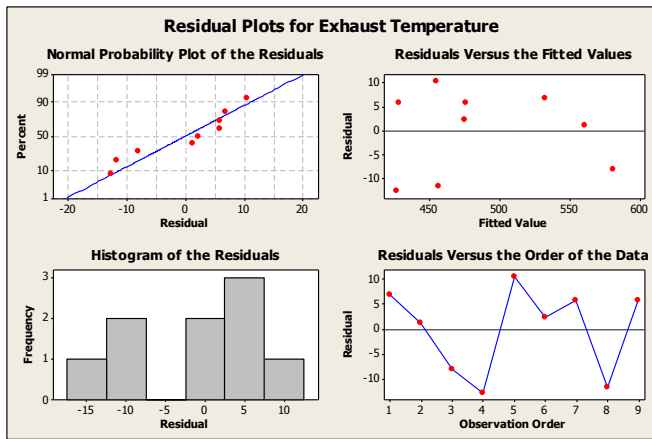 Residual Plots for Exhaust Temperature
Normal Probability Plot of the Residuals
99
90
50
10
1
Percent
-20 -10 0 10 20
Residual
Residuals Versus the Fitted Values
10
5
0
-5
-10
Residual
450 500 550 600
Fitted Value
Histogram of the Residuals
3
2
1
0
Frequency
-15 -10 -5 0 5 10
Residual
Residuals Versus the Order of the Data
10
5
0
-5
-10
Residual
1 2 3 4 5 6 7 8 9
Observation Order